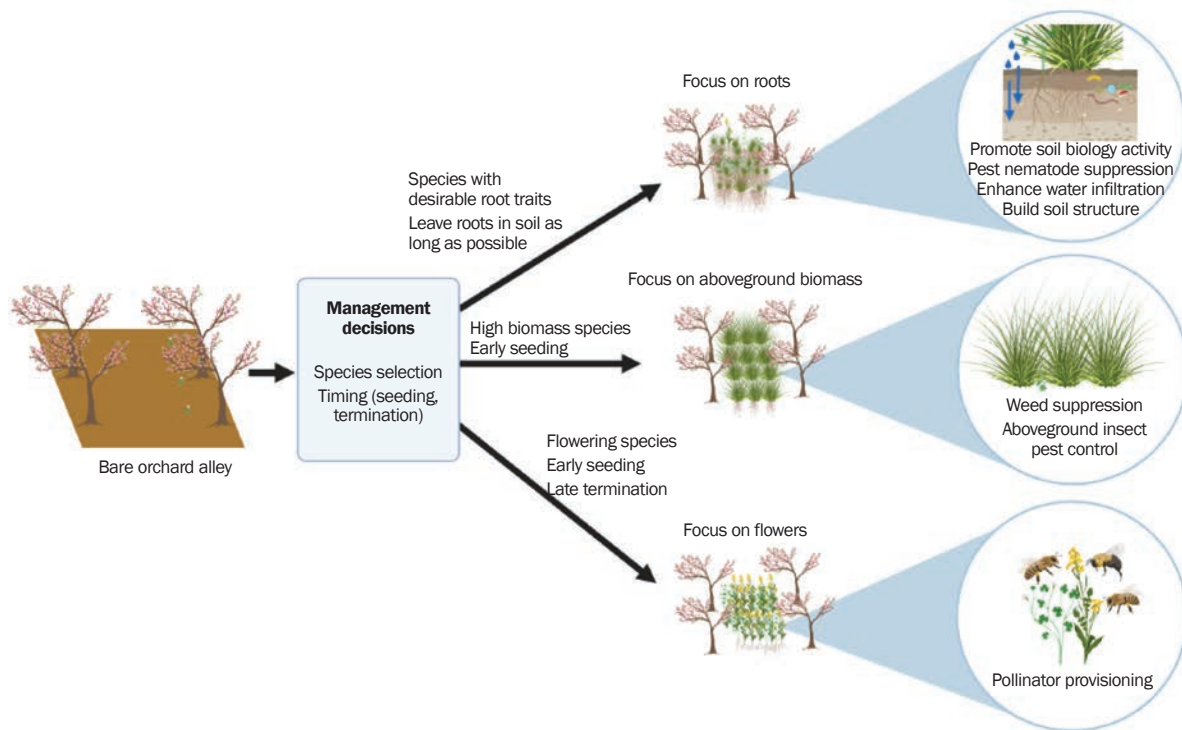 Bare orchard alley
Management
decisions
Species selection
Timing (seeding,
termination)
Species with
desirable root traits
Leave roots in soil as
long as possible
Focus on roots
Promote soil biology activity
Pest nematode suppression
Enhance water infiltration
Build soil structure
High biomass species
Early seeding
Focus on aboveground biomass
Weed suppression
Aboveground insect
pest control
Flowering species
Early seeding
Late termination
Focus on flowers
Pollinator provisioning